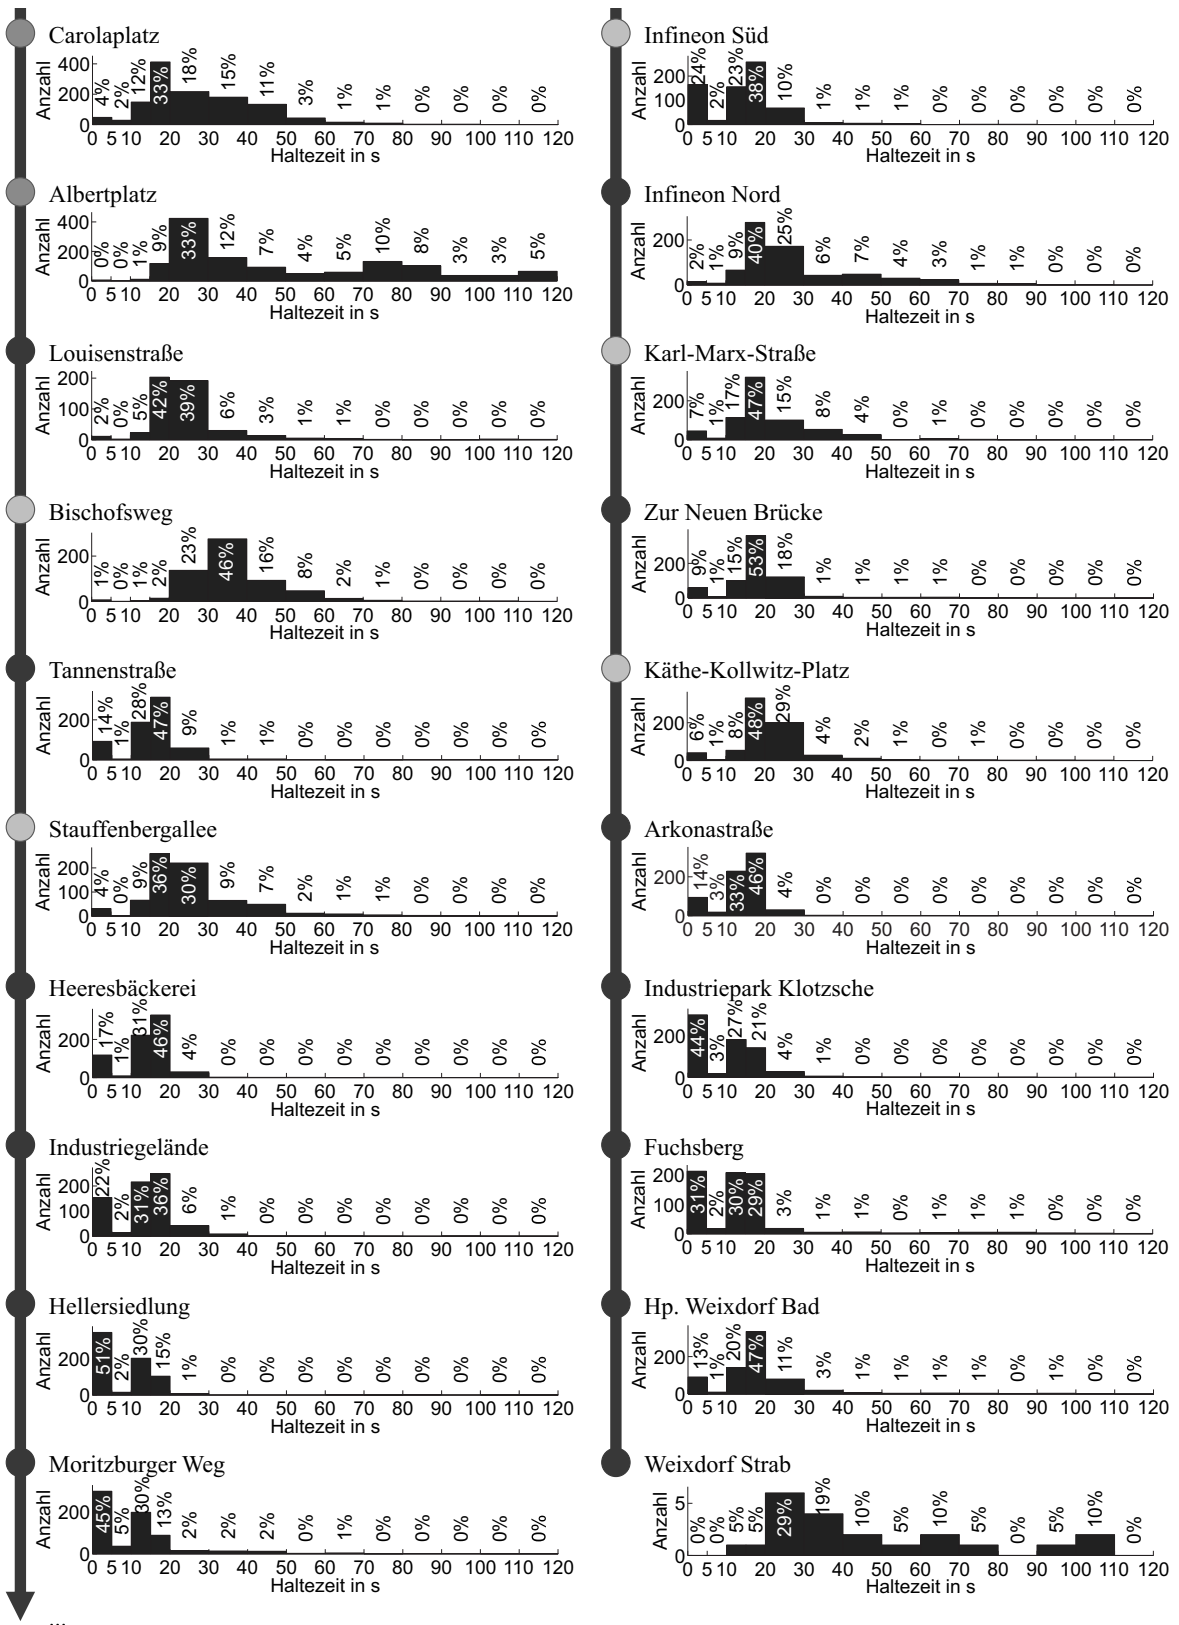 Carolaplatz
Anzahl
400
200
0
4% 2% 12% 33% 18% 15% 11% 3% 1% 1% 0% 0% 0% 0%
0 5 10 20 30 40 50 60 70 80 90 100 110 120
Haltezeit in s
Albertplatz
Anzahl
400
200
0
0% 0% 1% 9% 33% 12% 7% 4% 5% 10% 8% 3% 3% 5%
0 5 10 20 30 40 50 60 70 80 90 100 110 120
Haltezeit in s
Louisenstraße
Anzahl
200
100
0
2% 0% 5% 42% 39% 6% 3% 1% 1% 0% 0% 0% 0% 0%
0 5 10 20 30 40 50 60 70 80 90 100 110 120
Haltezeit in s
Bischofsweg
Anzahl
200
0
1% 0% 1% 2% 23% 46% 16% 8% 2% 1% 0% 0% 0% 0%
0 5 10 20 30 40 50 60 70 80 90 100 110 120
Haltezeit in s
Tannenstraße
Anzahl
200
0
14% 1% 28% 47% 9% 1% 1% 0% 0% 0% 0% 0% 0% 0%
0 5 10 20 30 40 50 60 70 80 90 100 110 120
Haltezeit in s
Stauffenbergallee
Anzahl
200
100
0
4% 0% 9% 36% 30% 9% 7% 2% 1% 1% 0% 0% 0% 0%
0 5 10 20 30 40 50 60 70 80 90 100 110 120
Haltezeit in s
Heeresbäckerei
Anzahl
200
0
17% 1% 31% 46% 4% 0% 0% 0% 0% 0% 0% 0% 0% 0%
0 5 10 20 30 40 50 60 70 80 90 100 110 120
Haltezeit in s
Industriegelände
Anzahl
200
100
0
22% 2% 31% 36% 6% 1% 0% 0% 0% 0% 0% 0% 0% 0%
0 5 10 20 30 40 50 60 70 80 90 100 110 120
Haltezeit in s
Hellersiedlung
Anzahl
200
0
51% 2% 30% 15% 1% 0% 0% 0% 0% 0% 0% 0% 0% 0%
0 5 10 20 30 40 50 60 70 80 90 100 110 120
Haltezeit in s
Moritzburger Weg
Anzahl
200
0
45% 5% 30% 13% 2% 2% 2% 0% 1% 0% 0% 0% 0% 0%
0 5 10 20 30 40 50 60 70 80 90 100 110 120
Haltezeit in s
...
Infineon Süd
Anzahl
200
100
0
24% 2% 23% 38% 10% 1% 1% 1% 0% 0% 0% 0% 0% 0%
0 5 10 20 30 40 50 60 70 80 90 100 110 120
Haltezeit in s
Infineon Nord
Anzahl
200
0
2% 1% 9% 40% 25% 6% 7% 4% 3% 1% 1% 0% 0% 0%
0 5 10 20 30 40 50 60 70 80 90 100 110 120
Haltezeit in s
Karl-Marx-Straße
Anzahl
200
0
7% 1% 17% 47% 15% 8% 4% 0% 1% 0% 0% 0% 0% 0%
0 5 10 20 30 40 50 60 70 80 90 100 110 120
Haltezeit in s
Zur Neuen Brücke
Anzahl
200
0
9% 1% 15% 53% 18% 1% 1% 1% 1% 0% 0% 0% 0% 0%
0 5 10 20 30 40 50 60 70 80 90 100 110 120
Haltezeit in s
Käthe-Kollwitz-Platz
Anzahl
200
0
6% 1% 8% 48% 29% 4% 2% 1% 0% 1% 0% 0% 0% 0%
0 5 10 20 30 40 50 60 70 80 90 100 110 120
Haltezeit in s
Arkonastraße
Anzahl
200
0
14% 3% 33% 46% 4% 0% 0% 0% 0% 0% 0% 0% 0% 0%
0 5 10 20 30 40 50 60 70 80 90 100 110 120
Haltezeit in s
Industriepark Klotzsche
Anzahl
200
0
44% 3% 27% 21% 4% 1% 0% 0% 0% 0% 0% 0% 0% 0%
0 5 10 20 30 40 50 60 70 80 90 100 110 120
Haltezeit in s
Fuchsberg
Anzahl
200
100
0
31% 2% 30% 29% 3% 1% 1% 0% 1% 1% 1% 0% 0% 0%
0 5 10 20 30 40 50 60 70 80 90 100 110 120
Haltezeit in s
Hp. Weixdorf Bad
Anzahl
200
0
13% 1% 20% 47% 11% 3% 1% 1% 1% 1% 0% 1% 0% 0%
0 5 10 20 30 40 50 60 70 80 90 100 110 120
Haltezeit in s
Weixdorf Strab
Anzahl
5
0
0% 0% 5% 5% 29% 19% 10% 5% 10% 5% 0% 5% 10% 0%
0 5 10 20 30 40 50 60 70 80 90 100 110 120
Haltezeit in s